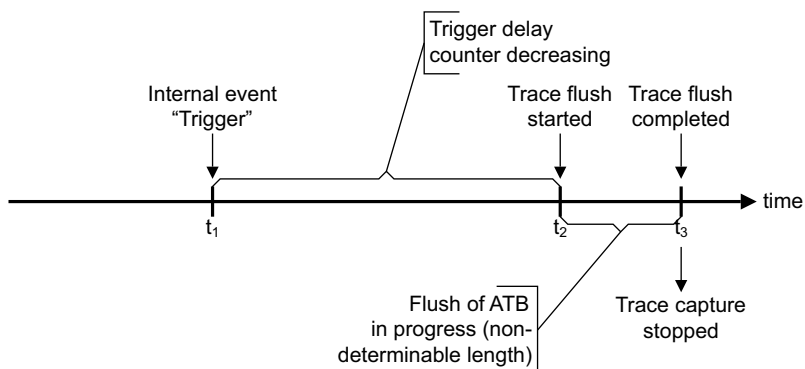 Trigger delay
counter decreasing
Internal event
“Trigger”
Trace flush
started
Trace flush
completed
time
t₁
t₂
t₃
Flush of ATB
in progress (non-
determinable length)
Trace capture
stopped